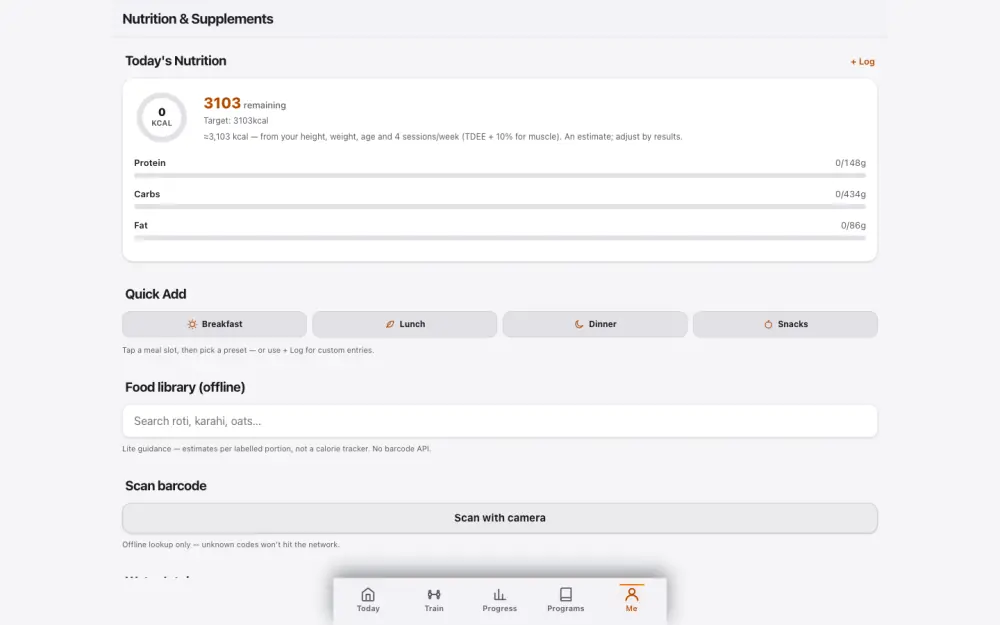 Nutrition & Supplements
Today's Nutrition
+ Log
0
KCAL
3103 remaining
Target: 3103kcal
≈3,103 kcal — from your height, weight, age and 4 sessions/week (TDEE + 10% for muscle). An estimate; adjust by results.
Protein 0/148g
Carbs 0/434g
Fat 0/86g
Quick Add
Breakfast
Lunch
Dinner
Snacks
Tap a meal slot, then pick a preset — or use + Log for custom entries.
Food library (offline)
Search roti, karahi, oats...
Lite guidance — estimates per labelled portion, not a calorie tracker. No barcode API.
Scan barcode
Scan with camera
Offline lookup only — unknown codes won't hit the network.
Today
Train
Progress
Programs
Me